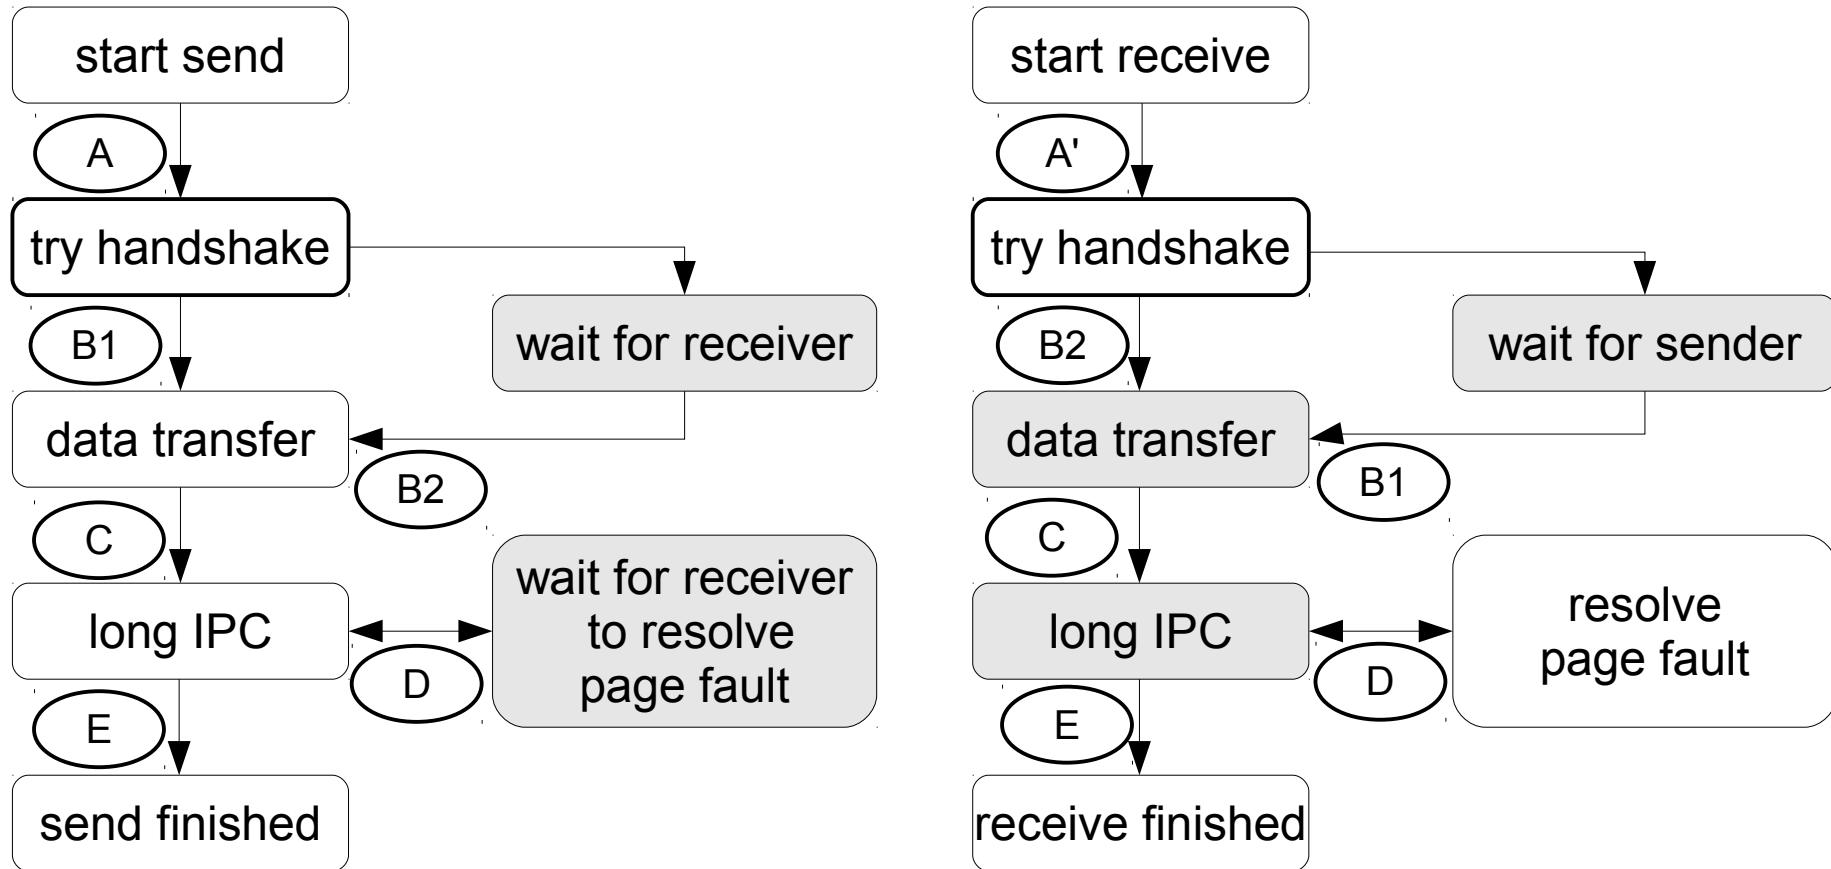 start send
A
try handshake
B1
wait for receiver
data transfer
B2
C
wait for receiver
to resolve
page fault
long IPC
D
E
send finished
start receive
A'
try handshake
B2
wait for sender
data transfer
B1
C
long IPC
resolve
page fault
D
E
receive finished